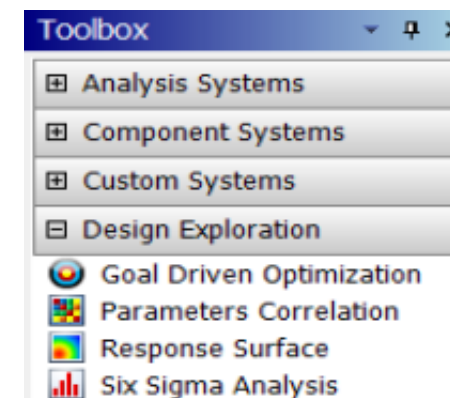 Toolbox
Analysis Systems
Component Systems
Custom Systems
Design Exploration
Goal Driven Optimization
Parameters Correlation
Response Surface
Six Sigma Analysis